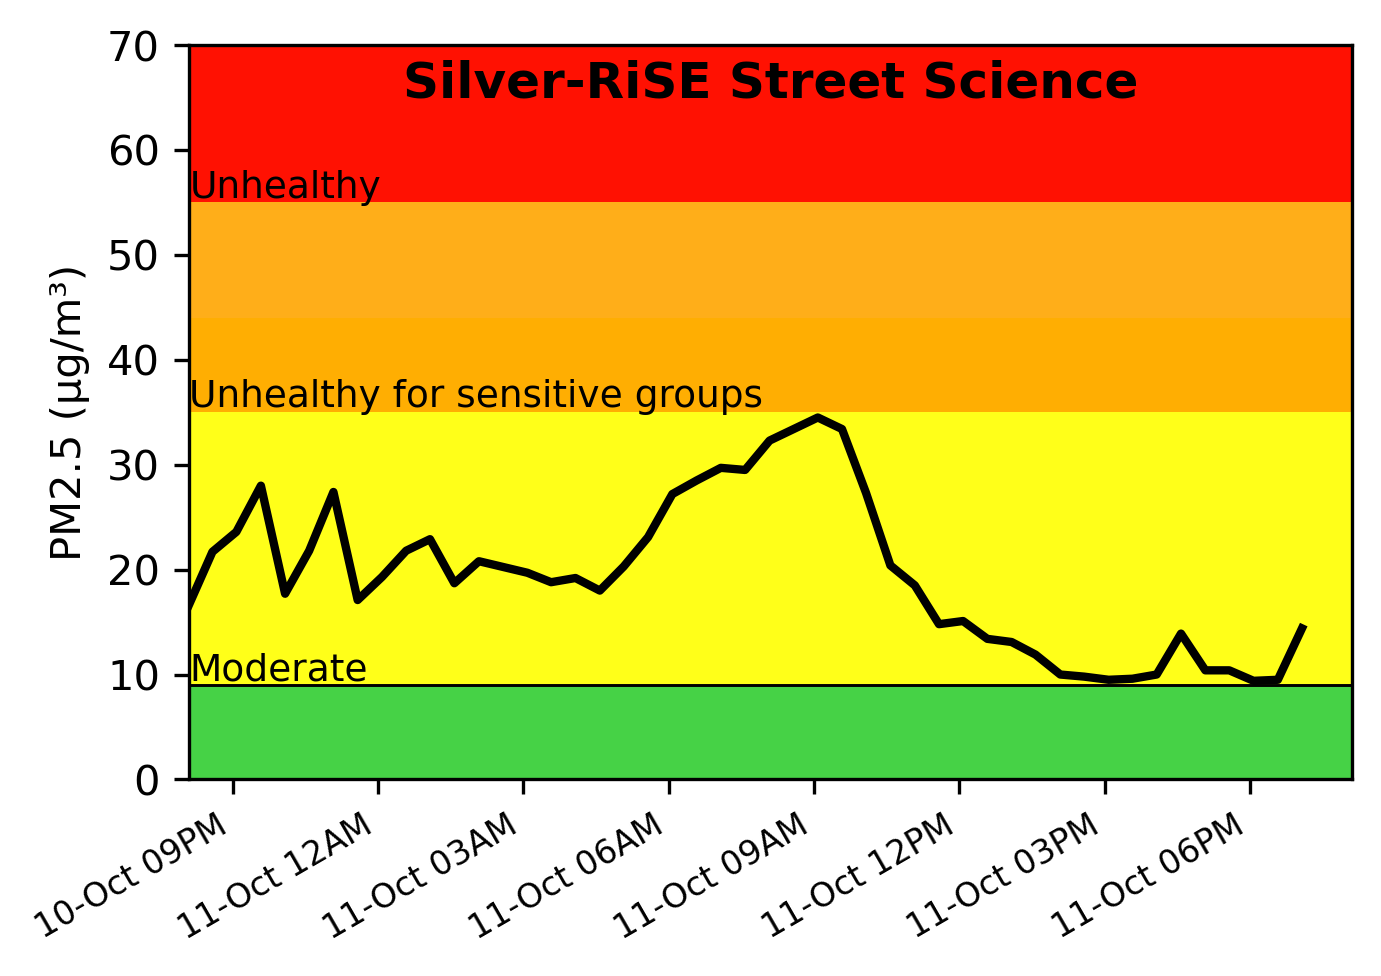 Silver-RiSE Street Science
70
60
50
40
30
20
10
0
PM2.5 (µg/m³)
Unhealthy
Unhealthy for sensitive groups
Moderate
10-Oct 09PM
11-Oct 12AM
11-Oct 03AM
11-Oct 06AM
11-Oct 09AM
11-Oct 12PM
11-Oct 03PM
11-Oct 06PM